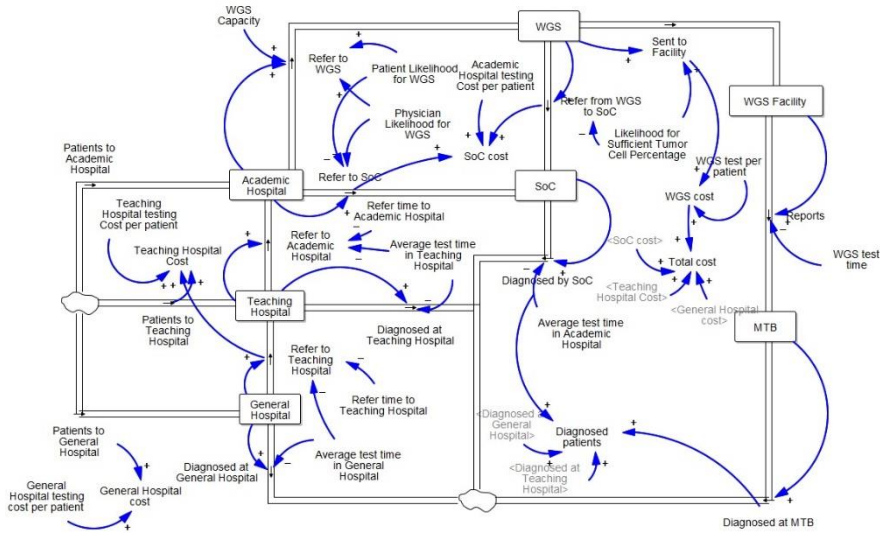 WGS
Capacity
WGS
Refer to
WGS
Patient Likelihood
for WGS
Academic
Hospital testing
Cost per patient
Sent to
Facility
WGS Facility
Physician
Likelihood for
WGS
Refer from WGS
to SoC
Likelihood for
Sufficient Tumor
Cell Percentage
Patients to
Academic
Hospital
Refer to SoC
SoC cost
WGS test per
patient
Academic
Hospital
SoC
WGS cost
Teaching
Hospital testing
Cost per patient
Refer time to
Academic Hospital
Reports
Teaching Hospital
Cost
Refer to
Academic Hospital
Average test time
in Teaching
Hospital
<SoC cost>
Total cost
WGS test
time
Diagnosed by SoC
<Teaching
Hospital Cost>
<General Hospital
cost>
Teaching
Hospital
Patients to
Teaching
Hospital
Diagnosed at
Teaching Hospital
Average test time
in Academic
Hospital
MTB
Refer to
Teaching
Hospital
Refer time to
Teaching Hospital
General
Hospital
<Diagnosed at
General
Hospital>
Diagnosed
patients
Patients to
General
Hospital
Diagnosed at
General Hospital
Average test time
in General
Hospital
<Diagnosed at
Teaching
Hospital>
General
Hospital testing
cost per patient
General Hospital
cost
Diagnosed at MTB